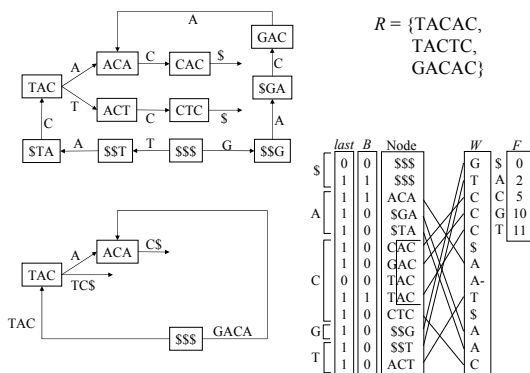 A
GAC
R = {TACAC,
TACTC,
GACAC}
A ACA C CAC $
C
TAC
$GA
T ACT C CTC $
C A
$TA A $$T T $$$ G $$G
last B Node W F
$ 0 0 $$$ G $ 0
1 1 $$$ T A 2
A 1 1 ACA C C 5
1 0 $GA C G 10
1 0 $TA C T 11
C 1 0 CAC $
1 0 GAC A
0 0 TAC A-
1 1 TAC T
1 0 CTC $
G 1 0 $$G A
T 1 0 $$T A
1 0 ACT C
ACA C$
A
TAC
TC$
TAC $$$ GACA